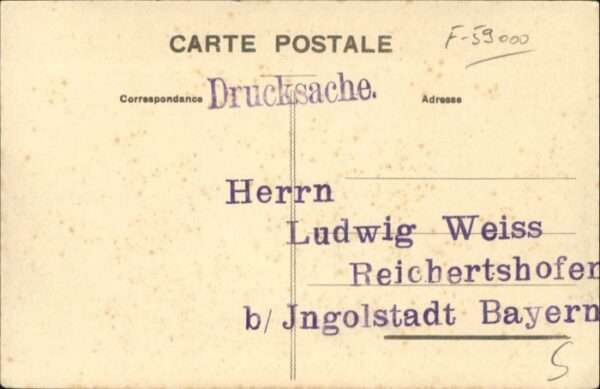 CARTE POSTALE
F-59000
Correspondance
Drucksache.
Adresse
Herrn
Ludwig Weiss
Reichertshofen
b/ Jngolstadt Bayern
S